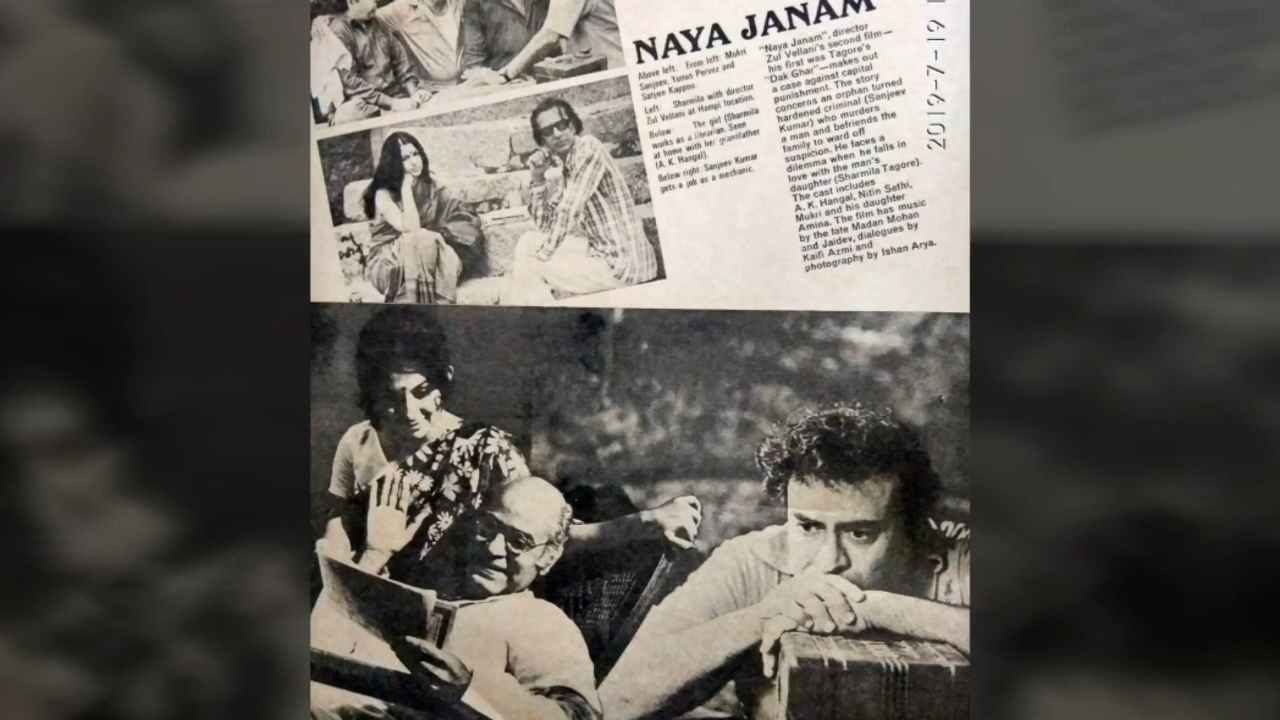 NAYA JANAM
Above left: From left: Mukri
Sanjeev, Yunus Pervez and
Satyen Kappou.
Left: Sharmila with director
Zul Vellani at Hampi location.
Below The girl (Sharmila
works as a librarian. Seen
at home with her grandfather
(A. K. Hangal).
Below right: Sanjeev Kumar
gets a job as a mechanic.
"Naya Janam", director
Zul Vellani's second film—
his first was Tagore's
"Dak Ghar"—makes out
a case against capital
punishment. The story
concerns an orphan turned
hardened criminal (Sanjeev
Kumar) who murders
a man and befriends the
family to ward off
suspicion. He faces a
dilemma when he falls in
love with the man's
daughter (Sharmila Tagore).
The cast includes
A. K. Hangal, Nitin Sethi,
Mukri and his daughter
Amina. The film has music
by the late Madan Mohan
and Jaidev, dialogues by
Kaifi Azmi and
photography by Ishan Arya.
2019-7-19